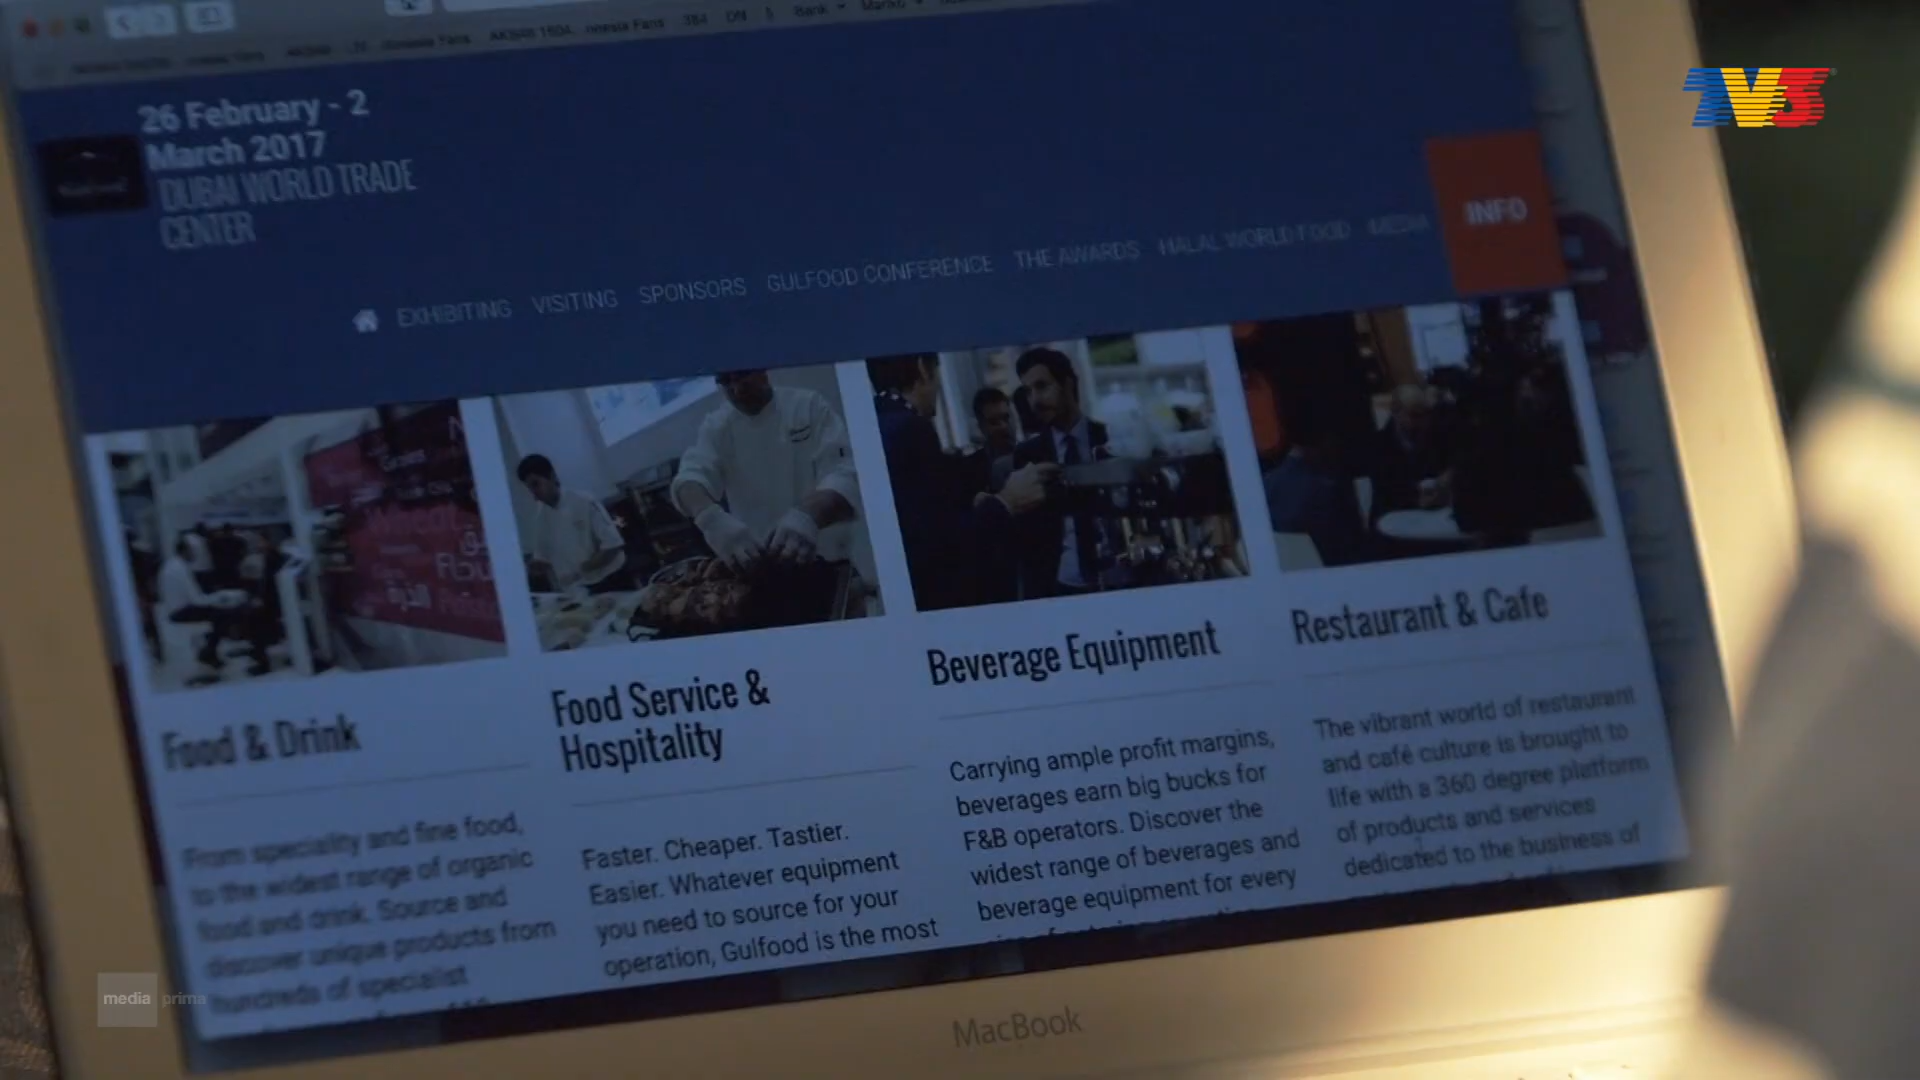 26 February - 2
March 2017
DUBAI WORLD TRADE
CENTER
TV3
INFO
EXHIBITING VISITING SPONSORS GULFOOD CONFERENCE THE AWARDS HALAL WORLD FOOD MEDIA
Food & Drink
From speciality and fine food,
to the widest range of organic
food and drink. Source and
discover unique products from
hundreds of specialist
Food Service &
Hospitality
Faster. Cheaper. Tastier.
Easier. Whatever equipment
you need to source for your
operation, Gulfood is the most
Beverage Equipment
Carrying ample profit margins,
beverages earn big bucks for
F&B operators. Discover the
widest range of beverages and
beverage equipment for every
Restaurant & Cafe
The vibrant world of restaurant
and café culture is brought to
life with a 360 degree platform
of products and services
dedicated to the business of
media prima
MacBook